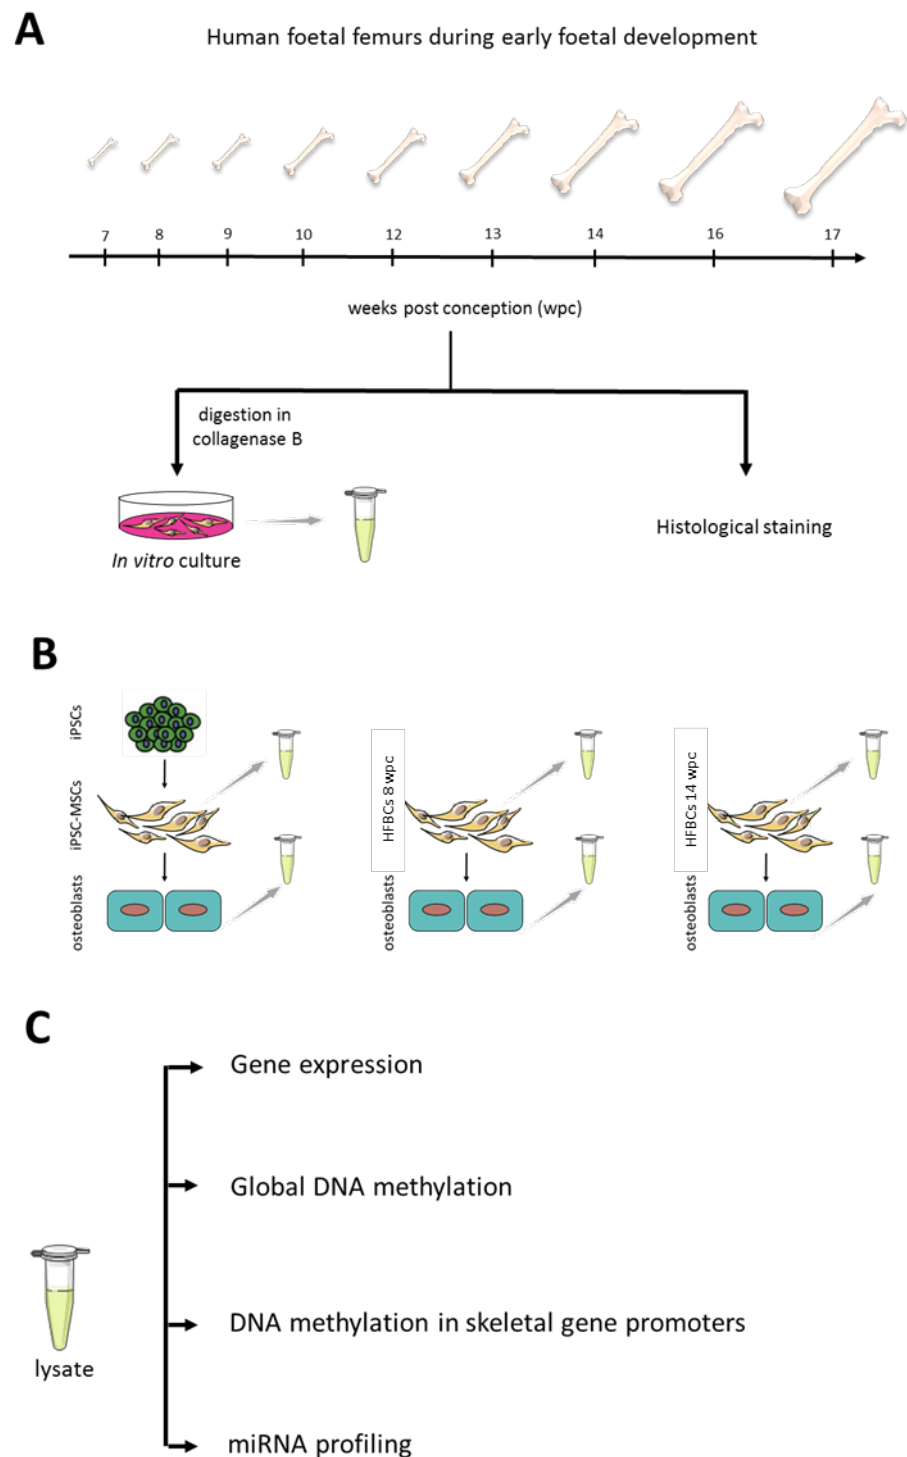 A
Human foetal femurs during early foetal development
7 8 9 10 12 13 14 16 17
weeks post conception (wpc)
digestion in
collagenase B
In vitro culture
Histological staining
B
iPSCs
iPSC-MSCs
osteoblasts
HFBCs 8 wpc
osteoblasts
HFBCs 14 wpc
osteoblasts
C
Gene expression
Global DNA methylation
DNA methylation in skeletal gene promoters
lysate
miRNA profiling